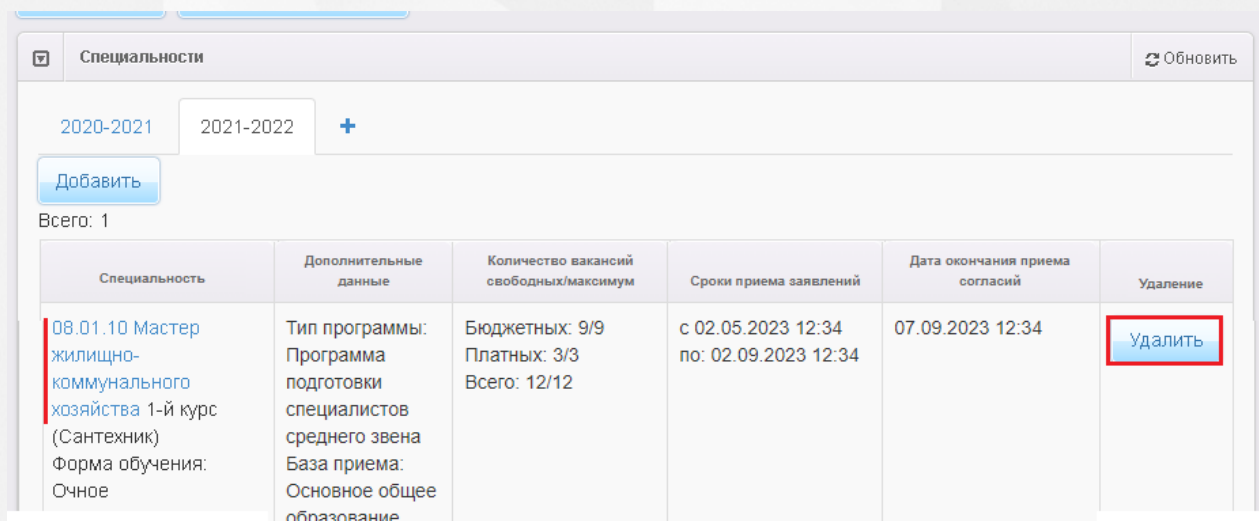 Специальности
Обновить
2020-2021 2021-2022 +
Добавить
Всего: 1
Специальность
Дополнительные
данные
Количество вакансий
свободных/максимум
Сроки приема заявлений
Дата окончания приема
согласий
Удаление
08.01.10 Мастер
жилищно-
коммунального
хозяйства 1-й курс
(Сантехник)
Форма обучения:
Очное
Тип программы:
Программа
подготовки
специалистов
среднего звена
База приема:
Основное общее
образование
Бюджетных: 9/9
Платных: 3/3
Всего: 12/12
с 02.05.2023 12:34
по: 02.09.2023 12:34
07.09.2023 12:34
Удалить